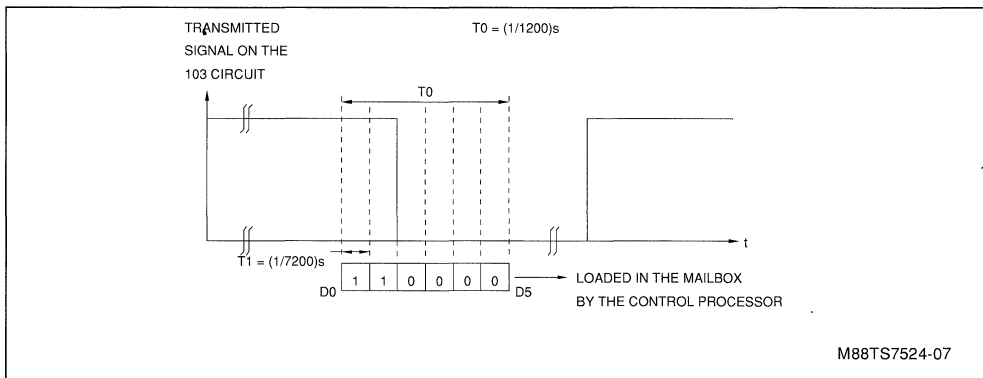 TRANSMITTED
SIGNAL ON THE
103 CIRCUIT
T0 = (1/1200)s
T0
t
T1 = (1/7200)s
D0 1 1 0 0 0 0 D5
LOADED IN THE MAILBOX
BY THE CONTROL PROCESSOR
M88TS7524-07